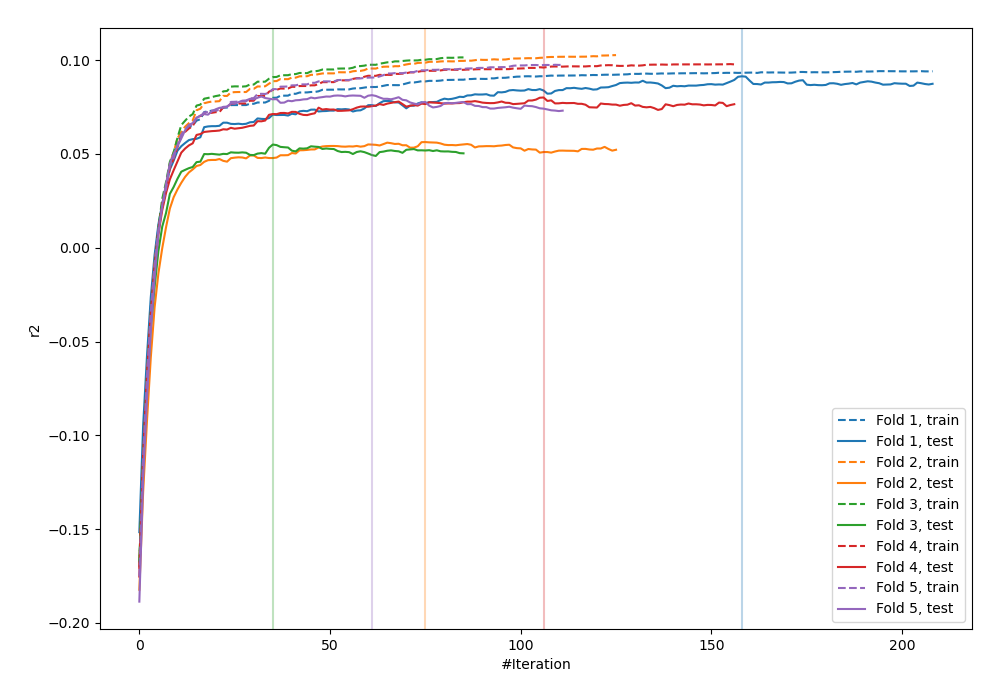 0.10
0.05
0.00
−0.05
−0.10
−0.15
−0.20
r2
0
50
100
150
200
#Iteration
Fold 1, train
Fold 1, test
Fold 2, train
Fold 2, test
Fold 3, train
Fold 3, test
Fold 4, train
Fold 4, test
Fold 5, train
Fold 5, test